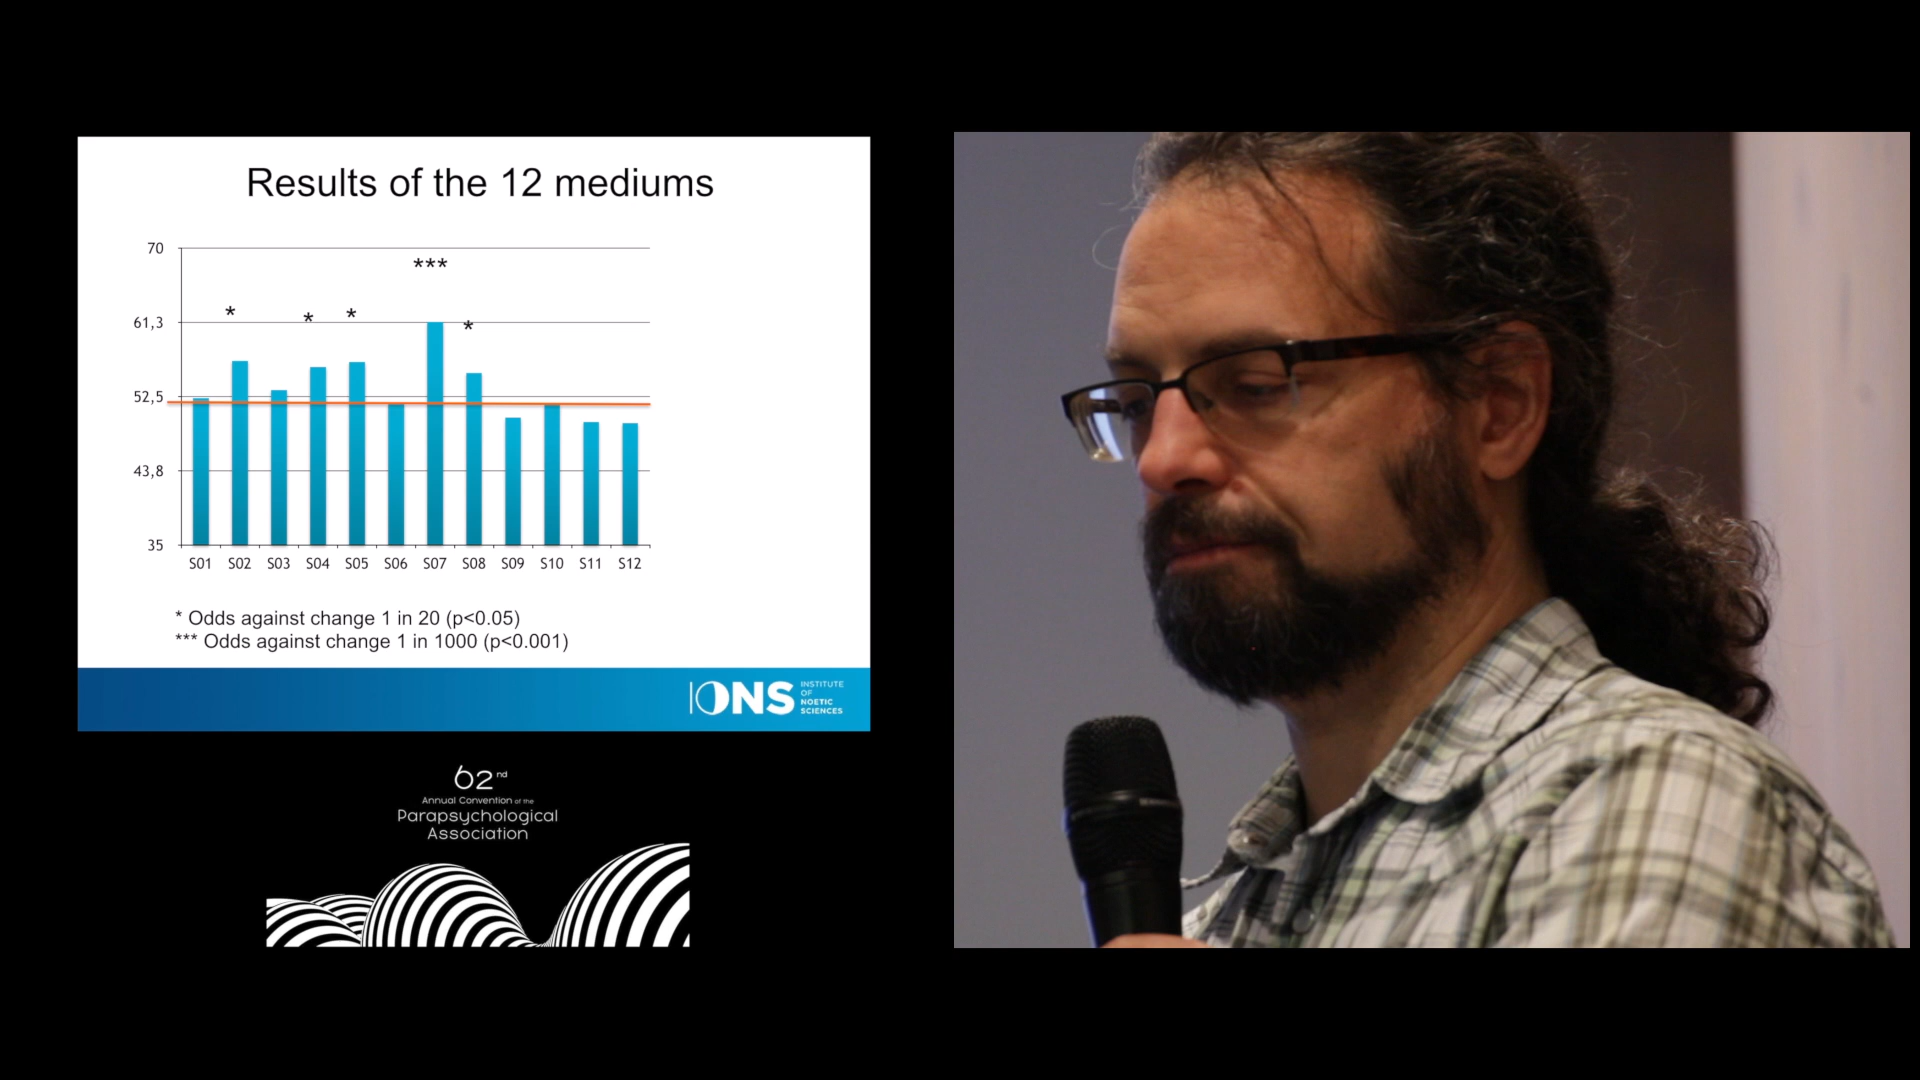 Results of the 12 mediums
70
61,3
52,5
43,8
35
***
*
*
*
*
S01 S02 S03 S04 S05 S06 S07 S08 S09 S10 S11 S12
* Odds against change 1 in 20 (p<0.05)
*** Odds against change 1 in 1000 (p<0.001)
IONS
INSTITUTE
OF
NOETIC
SCIENCES
62nd
Annual Convention of the
Parapsychological
Association